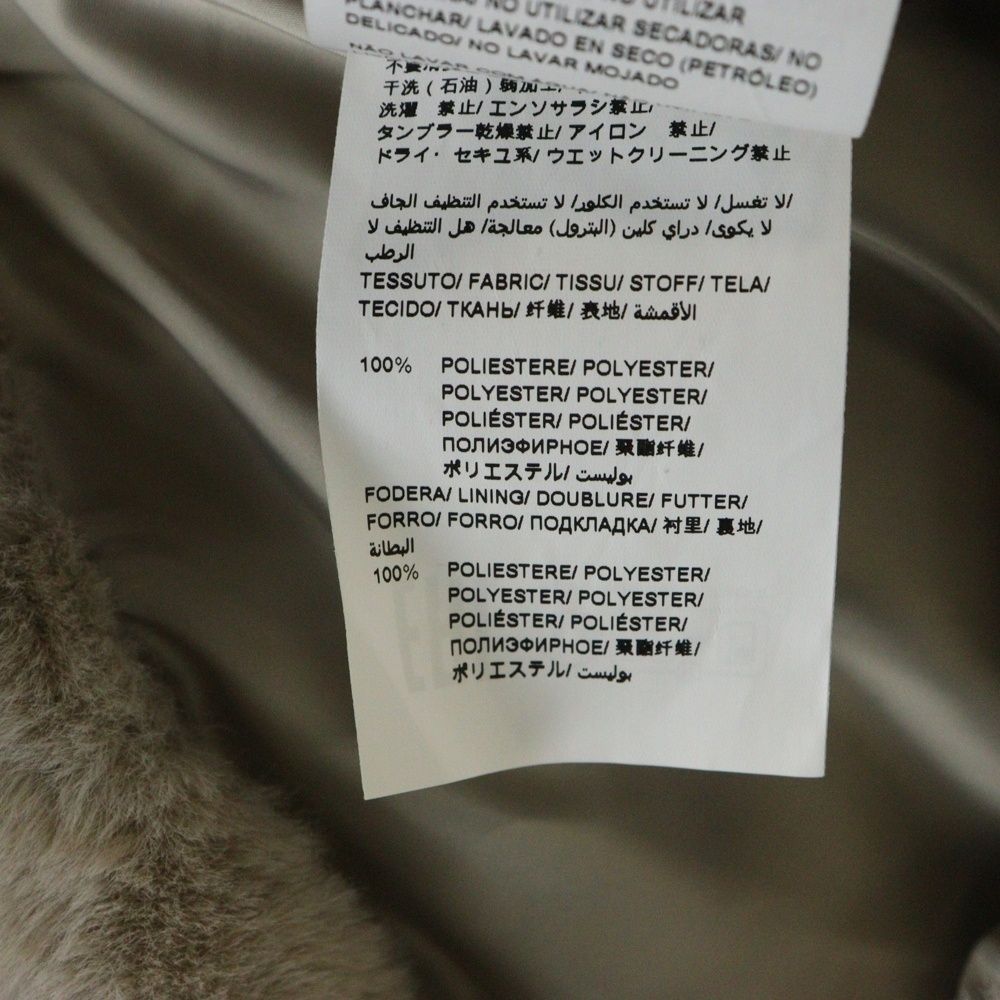 UTILIZAR
NO UTILIZAR SECADORAS/ NO
PLANCHAR/ LAVADO EN SECO (PETRÓLEO)
DELICADO/ NO LAVAR MOJADO
干洗 ( 石油 )
洗濯 禁止/ エンソサラシ禁止/
タンブラー乾燥禁止/ アイロン 禁止/
ドライ・ セキユ系/ ウエットクリーニング禁止
لا تغسل/ لا تستخدم الكلور/ لا تستخدم التنظيف الجاف/
لا يكوى/ دراي كلين (البترول) معالجة/ هل التنظيف لا
الرطب
TESSUTO/ FABRIC/ TISSU/ STOFF/ TELA/
TECIDO/ ТКАНЬ/ 纤维/ 表地/ الأقمشة
100% POLIESTERE/ POLYESTER/
POLYESTER/ POLYESTER/
POLIÉSTER/ POLIÉSTER/
ПОЛИЭФИРНОЕ/ 聚酯纤维/
ポリエステル/ بوليست
FODERA/ LINING/ DOUBLURE/ FUTTER/
FORRO/ FORRO/ ПОДКЛАДКА/ 衬里/ 裏地/
البطانة
100% POLIESTERE/ POLYESTER/
POLYESTER/ POLYESTER/
POLIÉSTER/ POLIÉSTER/
ПОЛИЭФИРНОЕ/ 聚酯纤维/
ポリエステル/ بوليست